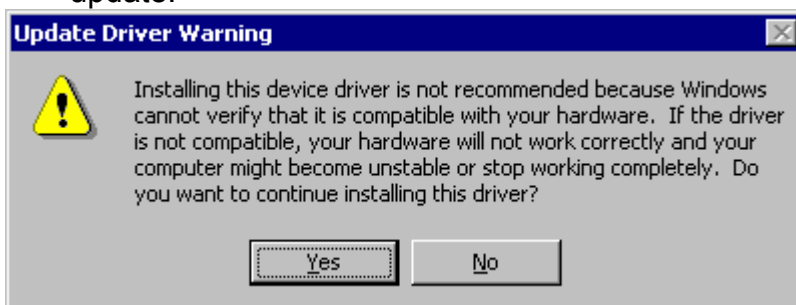 update.
Update Driver Warning
Installing this device driver is not recommended because Windows
cannot verify that it is compatible with your hardware. If the driver
is not compatible, your hardware will not work correctly and your
computer might become unstable or stop working completely. Do
you want to continue installing this driver?
Yes No